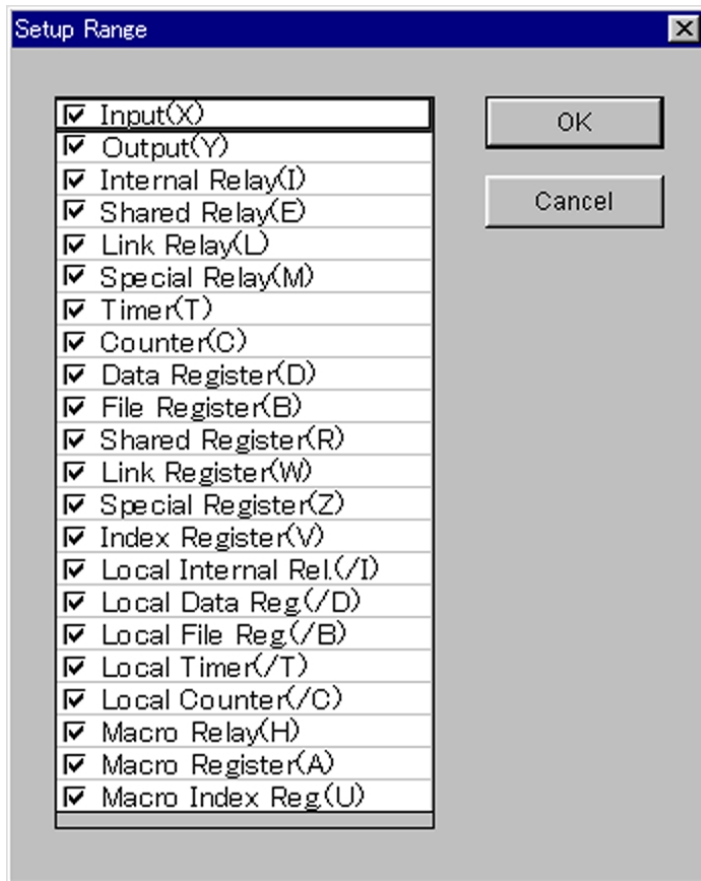 Setup Range
Input(X)
Output(Y)
Internal Relay(I)
Shared Relay(E)
Link Relay(L)
Special Relay(M)
Timer(T)
Counter(C)
Data Register(D)
File Register(B)
Shared Register(R)
Link Register(W)
Special Register(Z)
Index Register(V)
Local Internal Rel.(/I)
Local Data Reg.(/D)
Local File Reg.(/B)
Local Timer(/T)
Local Counter(/C)
Macro Relay(H)
Macro Register(A)
Macro Index Reg.(U)
OK
Cancel